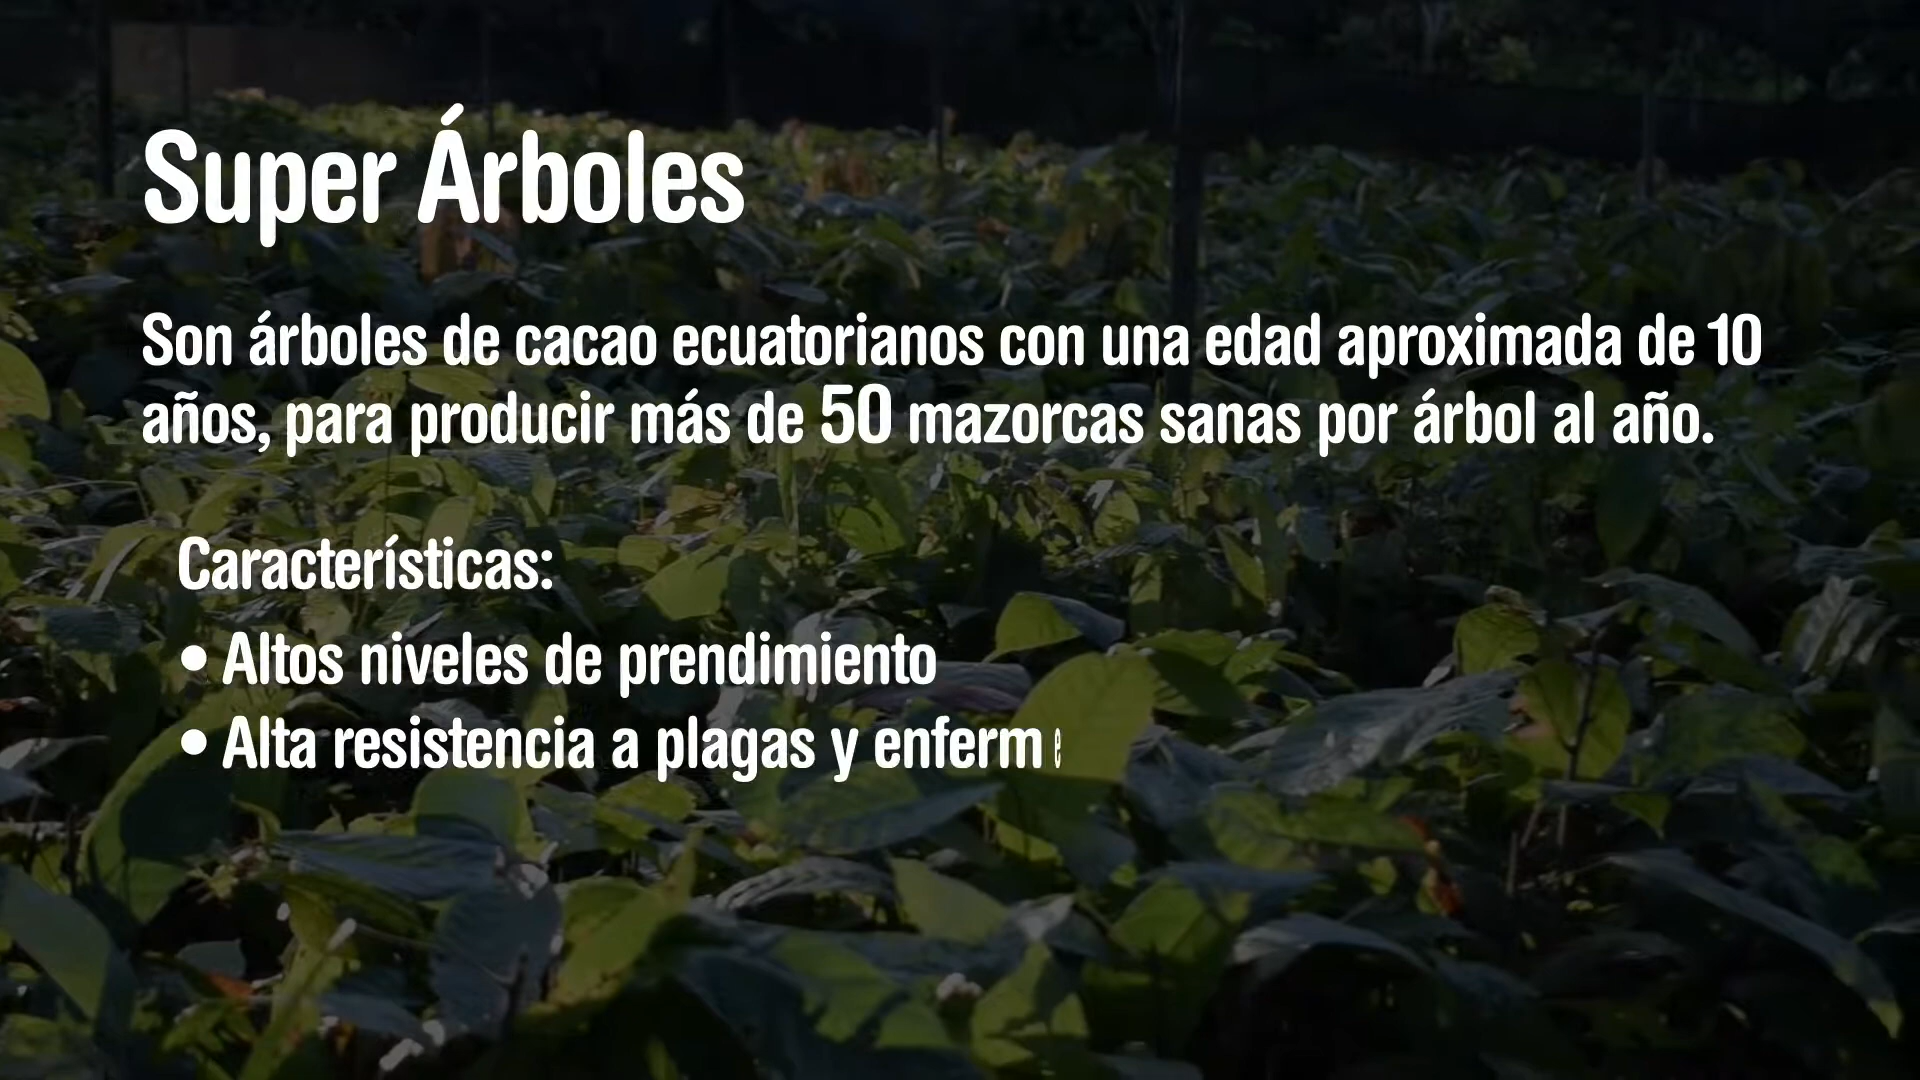 Super Árboles
Son árboles de cacao ecuatorianos con una edad aproximada de 10
años, para producir más de 50 mazorcas sanas por árbol al año.
Características:
• Altos niveles de prendimiento
• Alta resistencia a plagas y enferme